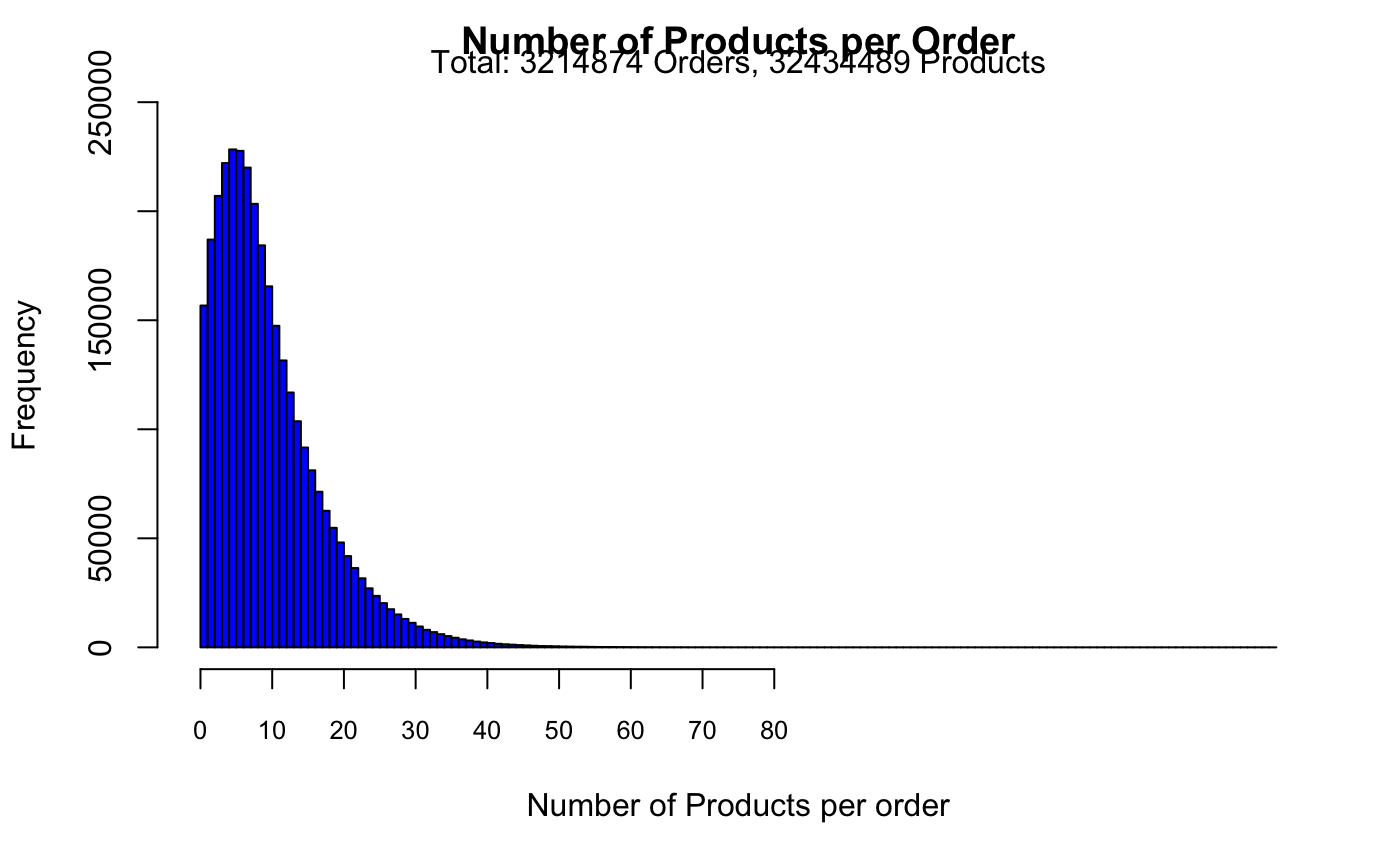 Number of Products per Order
Total: 3214874 Orders, 32434489 Products
250000
150000
50000
0
Frequency
0 10 20 30 40 50 60 70 80
Number of Products per order